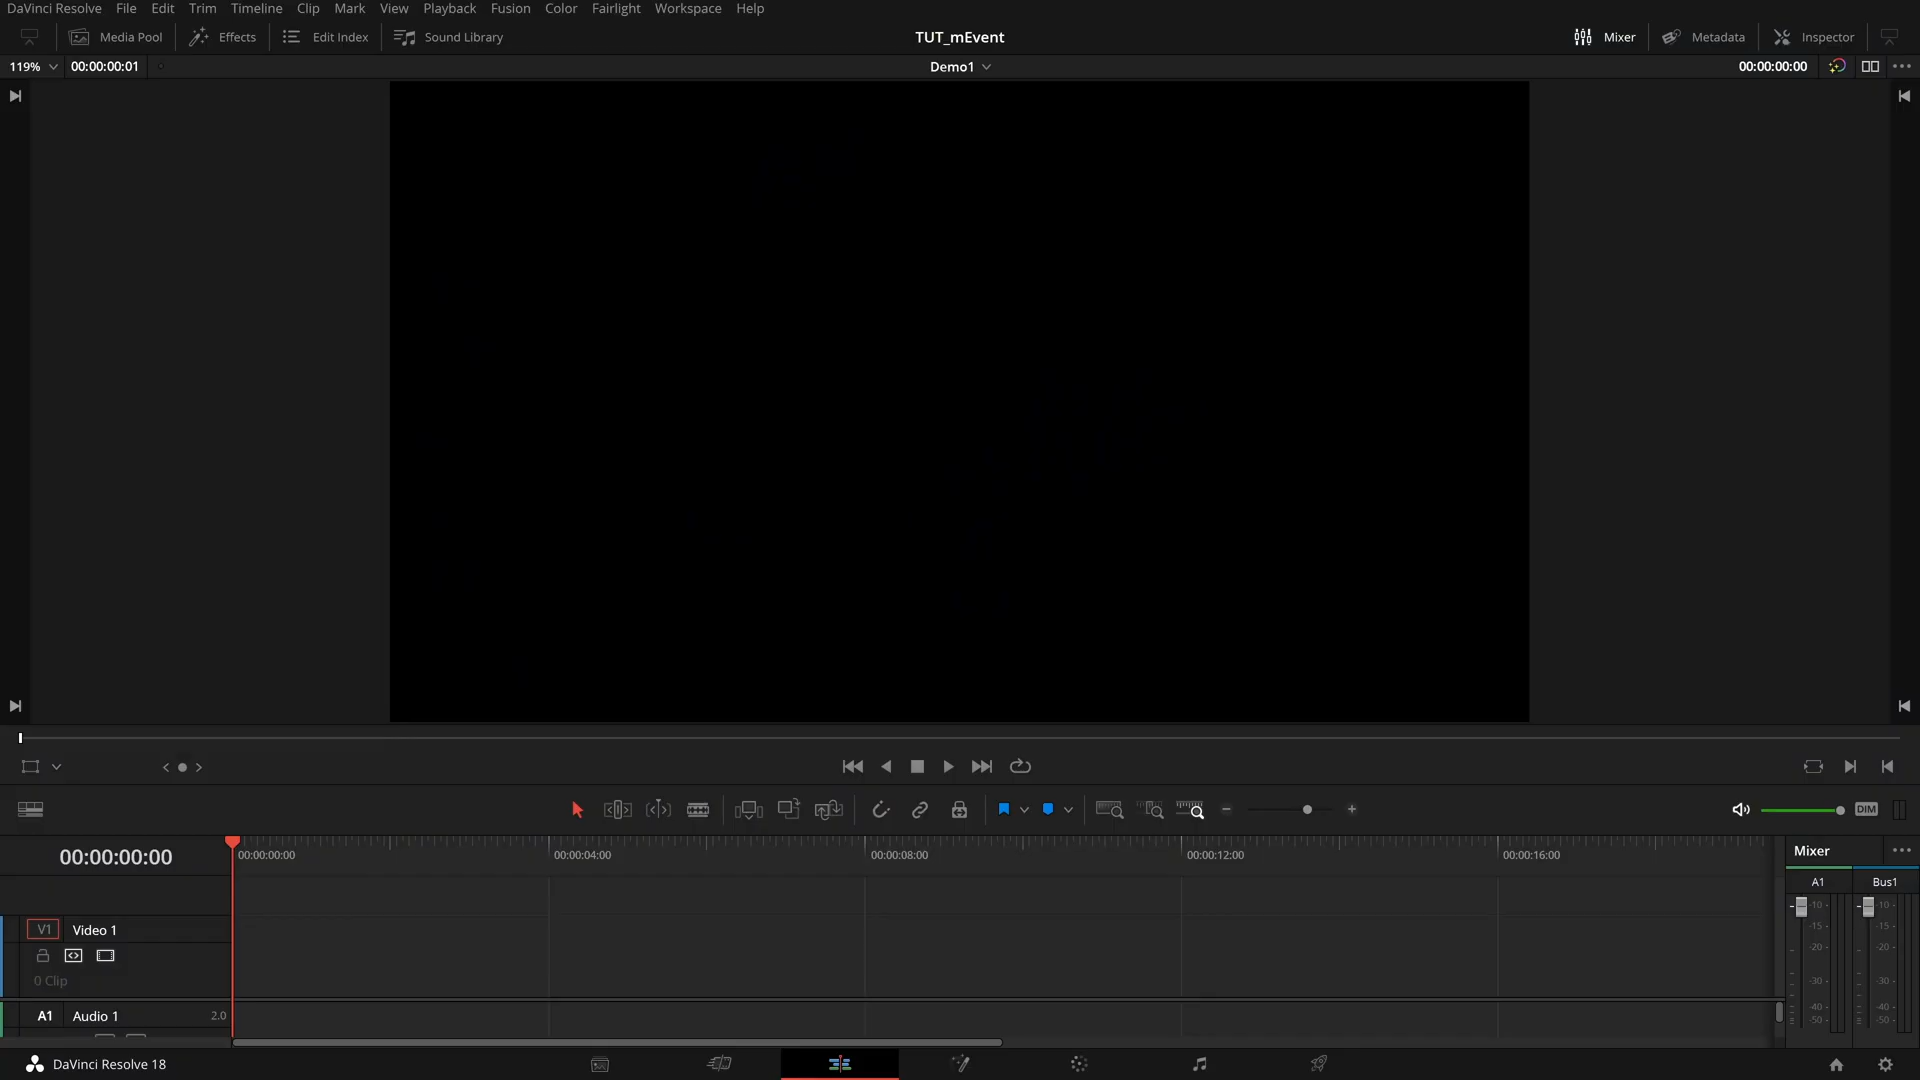 DaVinci Resolve File Edit Trim Timeline Clip Mark View Playback Fusion Color Fairlight Workspace Help
Media Pool Effects Edit Index Sound Library TUT_mEvent Mixer Metadata Inspector
119% 00:00:00:01 Demo1 00:00:00:00
DIM
00:00:00:00 00:00:00:00 00:00:04:00 00:00:08:00 00:00:12:00 00:00:16:00 Mixer
A1 Bus1
V1 Video 1
0 Clip
A1 Audio 1 2.0
-10 -10
-15 -15
-20 -20
-30 -30
-40 -40
-50 -50
DaVinci Resolve 18